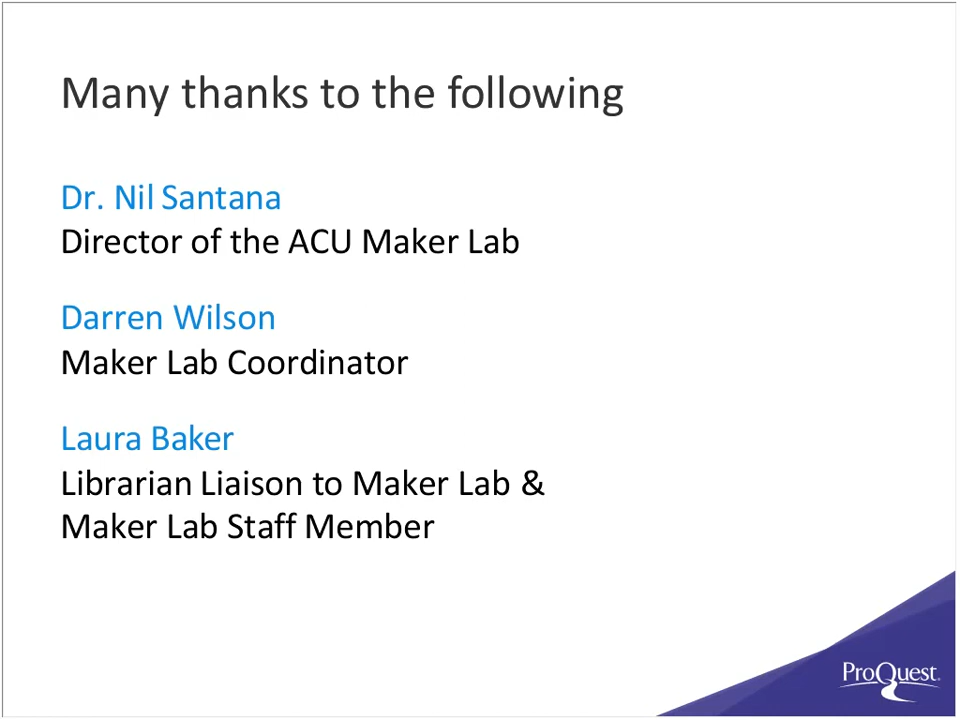 Many thanks to the following
Dr. Nil Santana
Director of the ACU Maker Lab
Darren Wilson
Maker Lab Coordinator
Laura Baker
Librarian Liaison to Maker Lab &
Maker Lab Staff Member
ProQuest